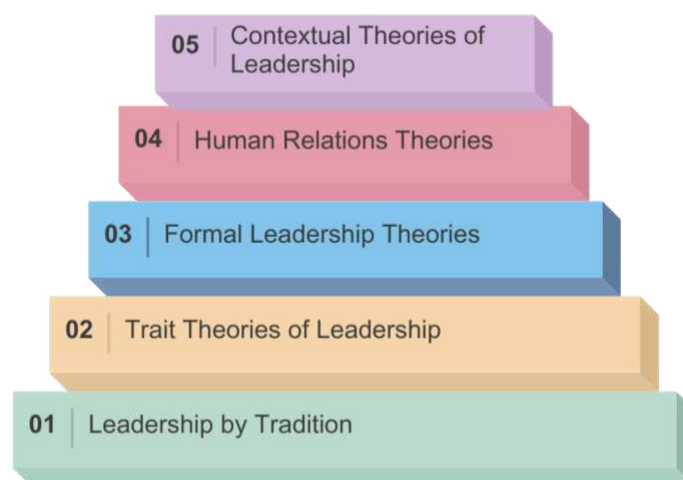 05 Contextual Theories of
Leadership
04 Human Relations Theories
03 Formal Leadership Theories
02 Trait Theories of Leadership
01 Leadership by Tradition